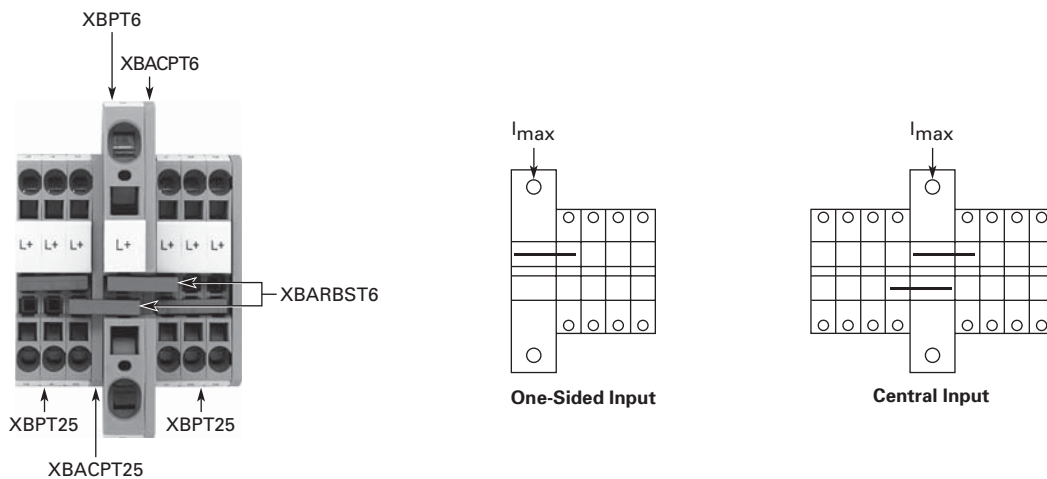 XBPT6
XBACPT6
L+ L+ L+ L+ L+ L+ L+
XBARBST6
XBPT25 XBPT25
XBACPT25
Imax
One-Sided Input
Imax
Central Input